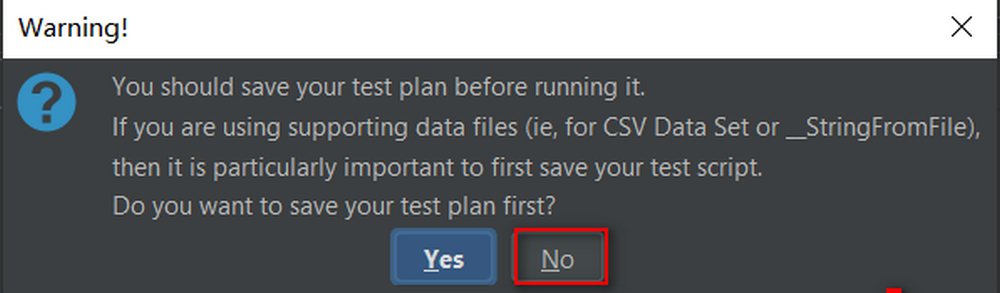 Warning!
You should save your test plan before running it.
If you are using supporting data files (ie, for CSV Data Set or __StringFromFile),
then it is particularly important to first save your test script.
Do you want to save your test plan first?
Yes No